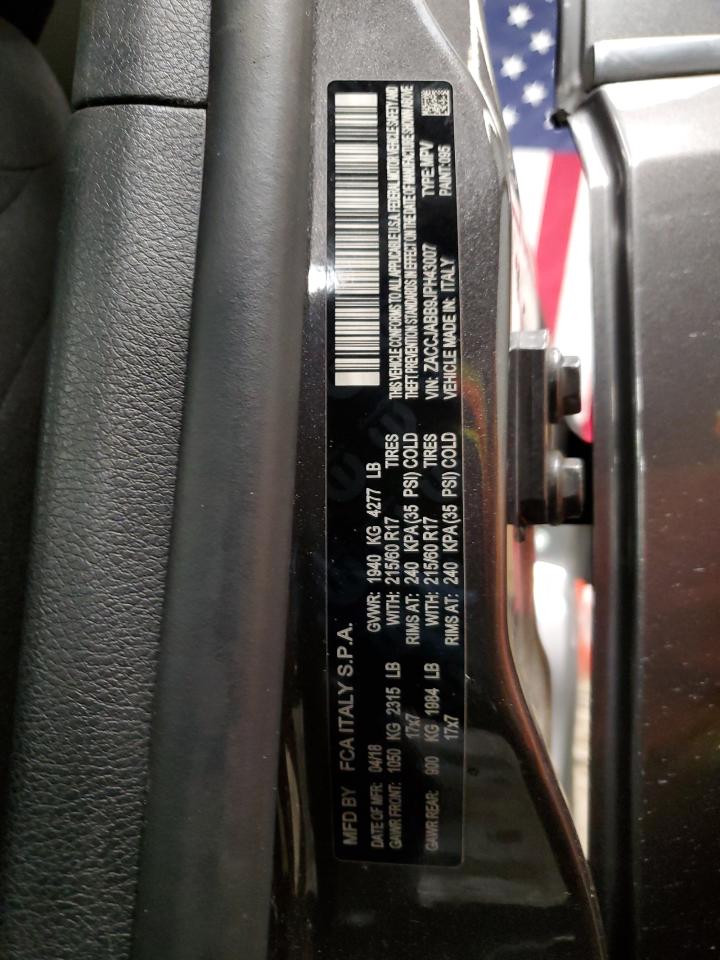 MFD BY FCA ITALY S.P.A.
DATE OF MFR: 04/18 GVWR: 1940 KG 4277 LB
GAWR FRONT: 1050 KG 2315 LB WITH: 215/60 R17 TIRES
17x7 RIMS AT: 240 KPA(35 PSI) COLD
GAWR REAR: 900 KG 1984 LB WITH: 215/60 R17 TIRES
17x7 RIMS AT: 240 KPA(35 PSI) COLD
THIS VEHICLE CONFORMS TO ALL APPLICABLE U.S.A. FEDERAL MOTOR VEHICLE SAFETY AND
THEFT PREVENTION STANDARDS IN EFFECT ON THE DATE OF MANUFACTURE SHOWN ABOVE
VIN: ZACCJABB9JPH43007 TYPE: MPV
VEHICLE MADE IN: ITALY PAINT: 095